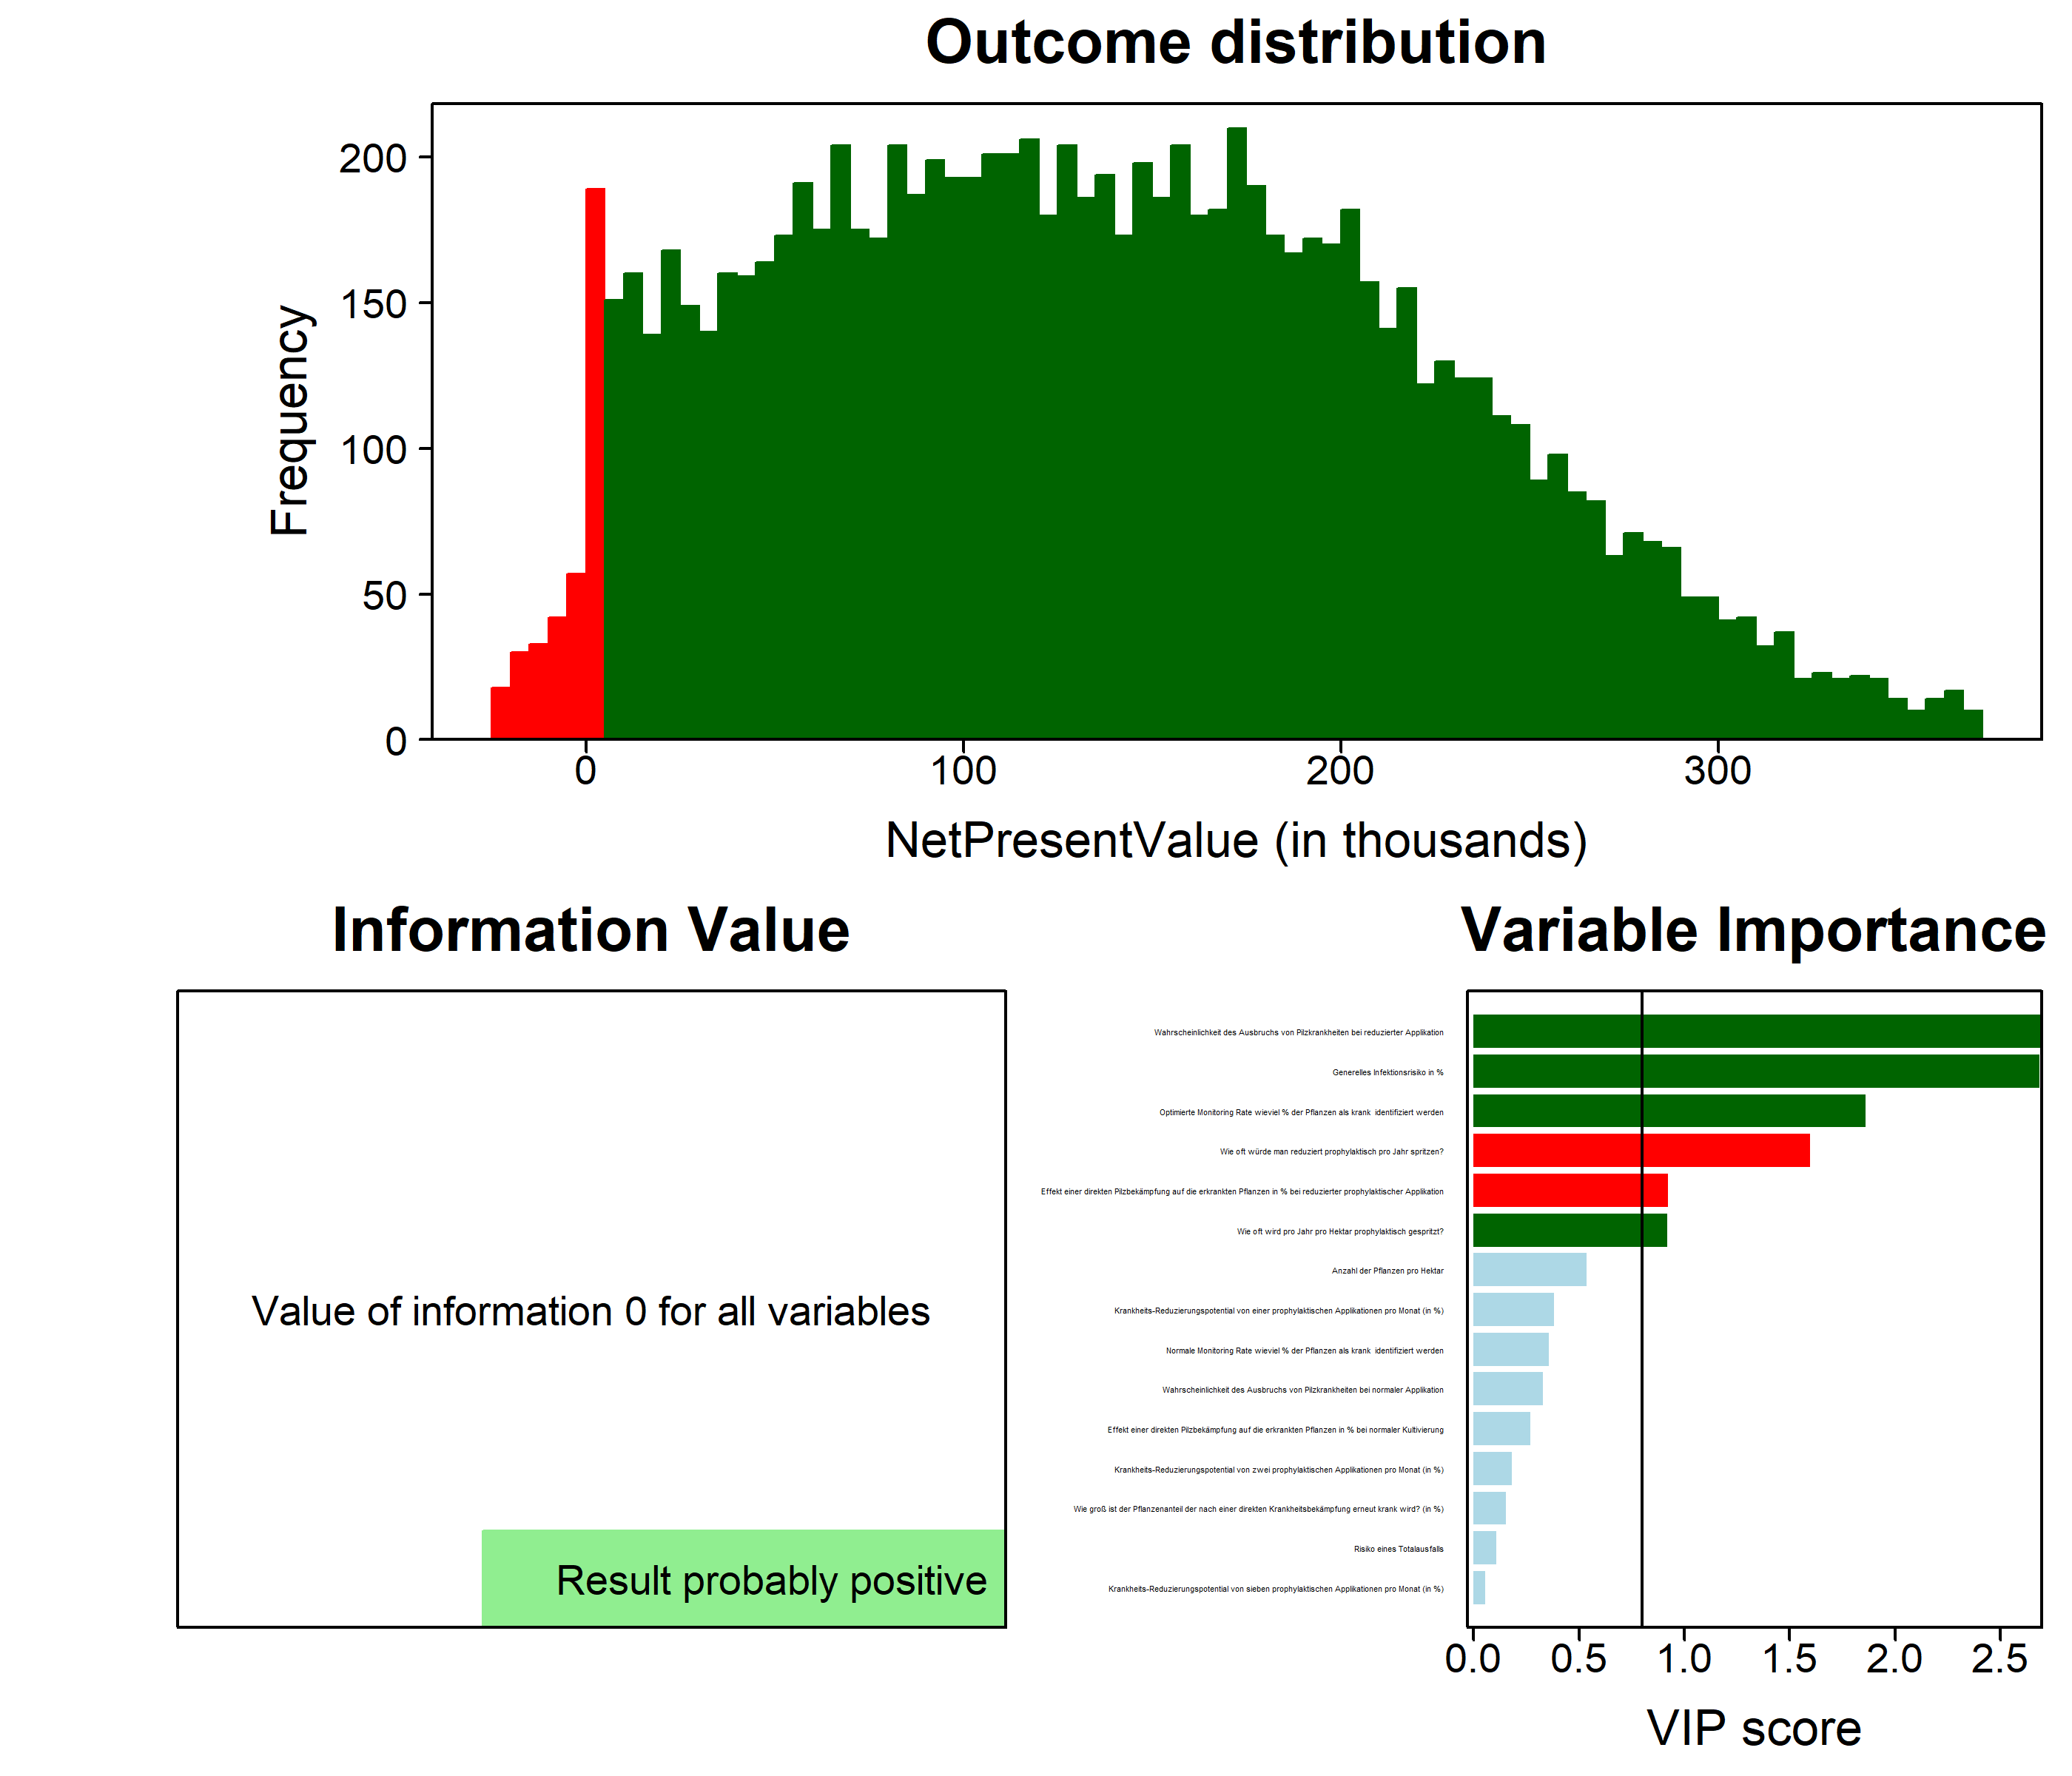 Outcome distribution
Frequency
200
150
100
50
0
0 100 200 300
NetPresentValue (in thousands)
Information Value
Value of information 0 for all variables
Result probably positive
Variable Importance
Wahrscheinlichkeit des Ausbruchs von Pilzkrankheiten bei reduzierter Applikation
Generelles Infektionsrisiko in %
Optimierte Monitoring Rate wieviel % der Pflanzen als krank identifiziert werden
Wie oft würde man reduziert prophylaktisch pro Jahr spritzen?
Effekt einer direkten Pilzbekämpfung auf die erkrankten Pflanzen in % bei reduzierter prophylaktischer Applikation
Wie oft wird pro Jahr pro Hektar prophylaktisch gespritzt?
Anzahl der Pflanzen pro Hektar
Krankheits-Reduzierungspotential von einer prophylaktischen Applikationen pro Monat (in %)
Normale Monitoring Rate wieviel % der Pflanzen als krank identifiziert werden
Wahrscheinlichkeit des Ausbruchs von Pilzkrankheiten bei normaler Applikation
Effekt einer direkten Pilzbekämpfung auf die erkrankten Pflanzen in % bei normaler Kultivierung
Krankheits-Reduzierungspotential von zwei prophylaktischen Applikationen pro Monat (in %)
Wie groß ist der Pflanzenanteil der nach einer direkten Krankheitsbekämpfung erneut krank wird? (in %)
Risiko eines Totalausfalls
Krankheits-Reduzierungspotential von sieben prophylaktischen Applikationen pro Monat (in %)
0.0 0.5 1.0 1.5 2.0 2.5
VIP score